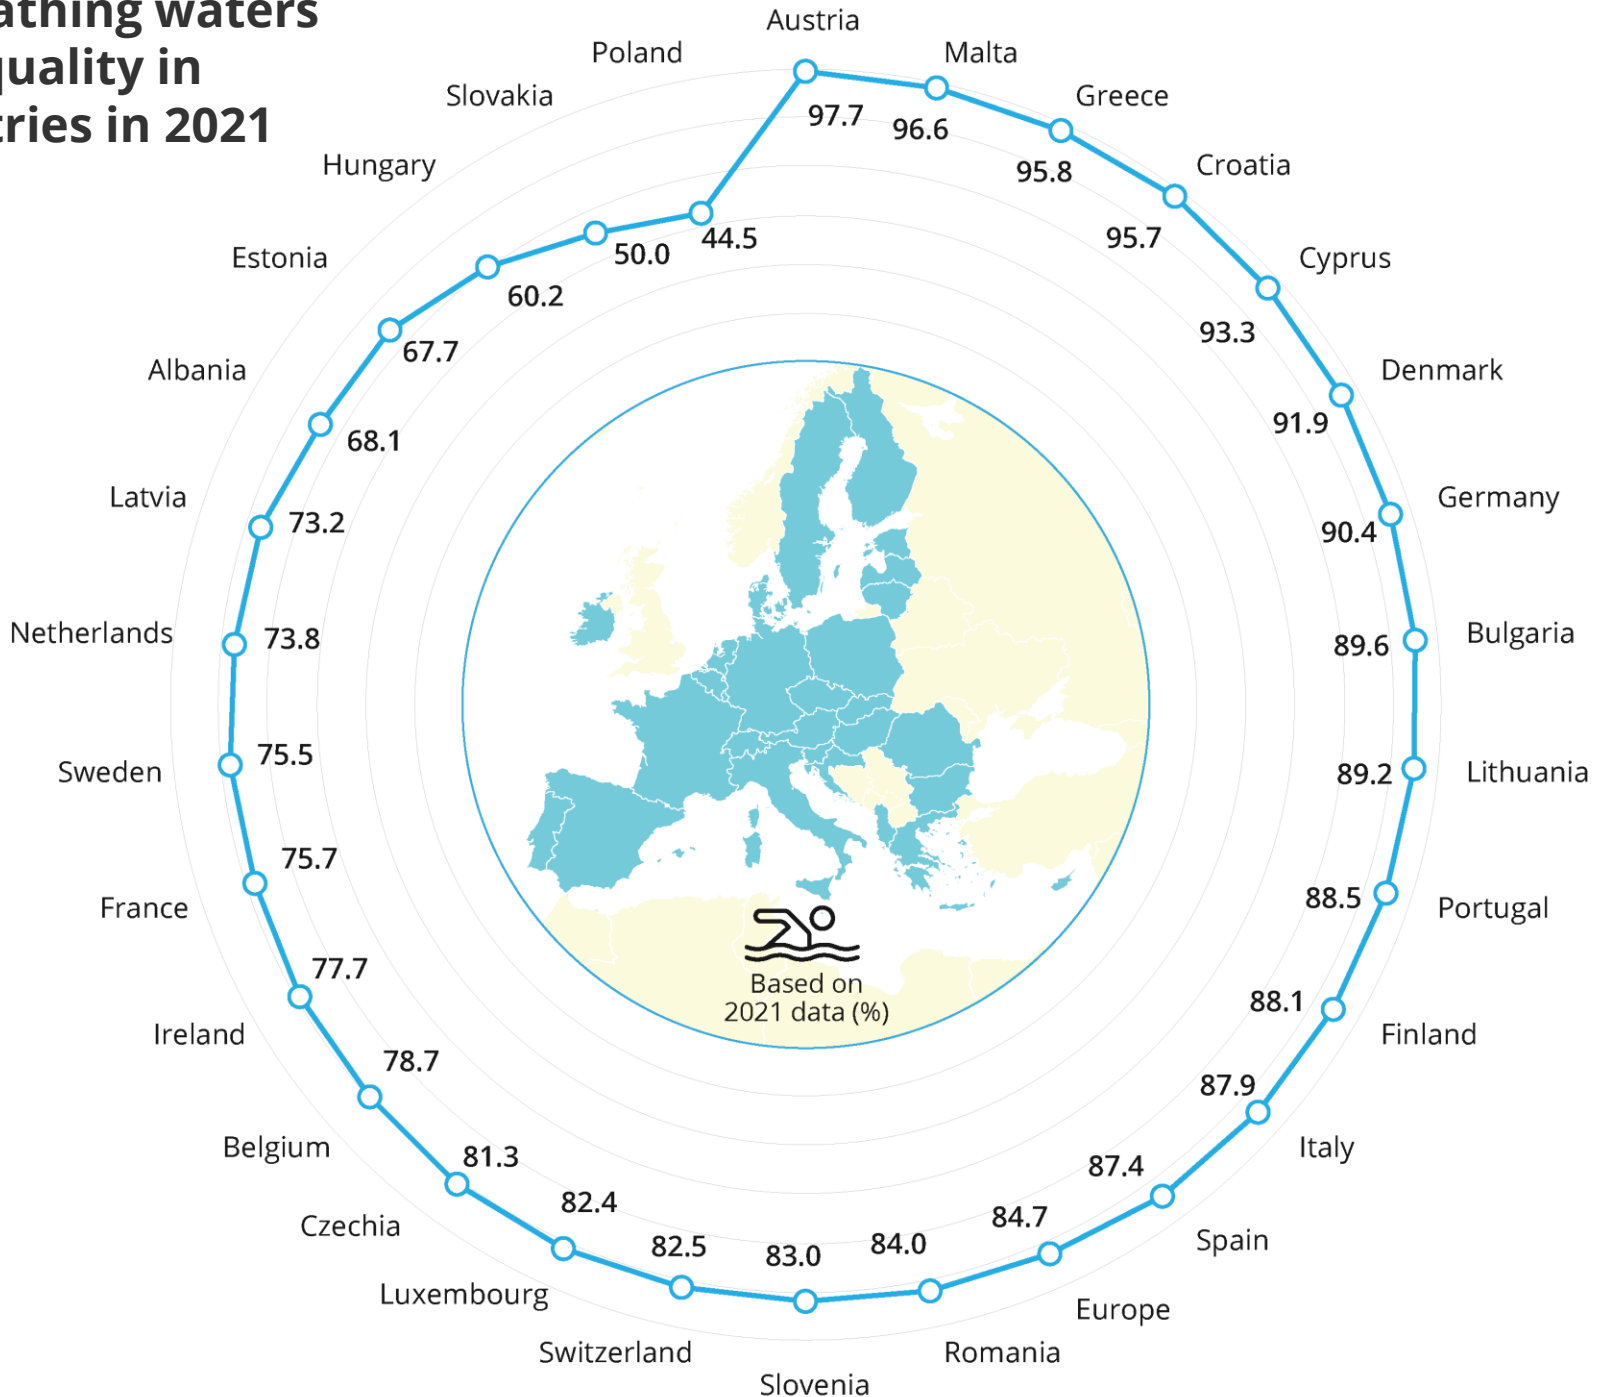 waters
in
in 2021
Austria
97.7
Malta
96.6
Greece
95.8
Croatia
95.7
Cyprus
93.3
Denmark
91.9
Germany
90.4
Bulgaria
89.6
Lithuania
89.2
Portugal
88.5
Finland
88.1
Italy
87.9
Spain
87.4
Europe
84.7
Romania
84.0
Slovenia
83.0
Switzerland
82.5
Luxembourg
82.4
Czechia
81.3
Belgium
78.7
Ireland
77.7
France
75.7
Sweden
75.5
Netherlands
73.8
Latvia
73.2
Albania
68.1
Estonia
67.7
Hungary
60.2
Slovakia
50.0
Poland
44.5
Based on
2021 data (%)